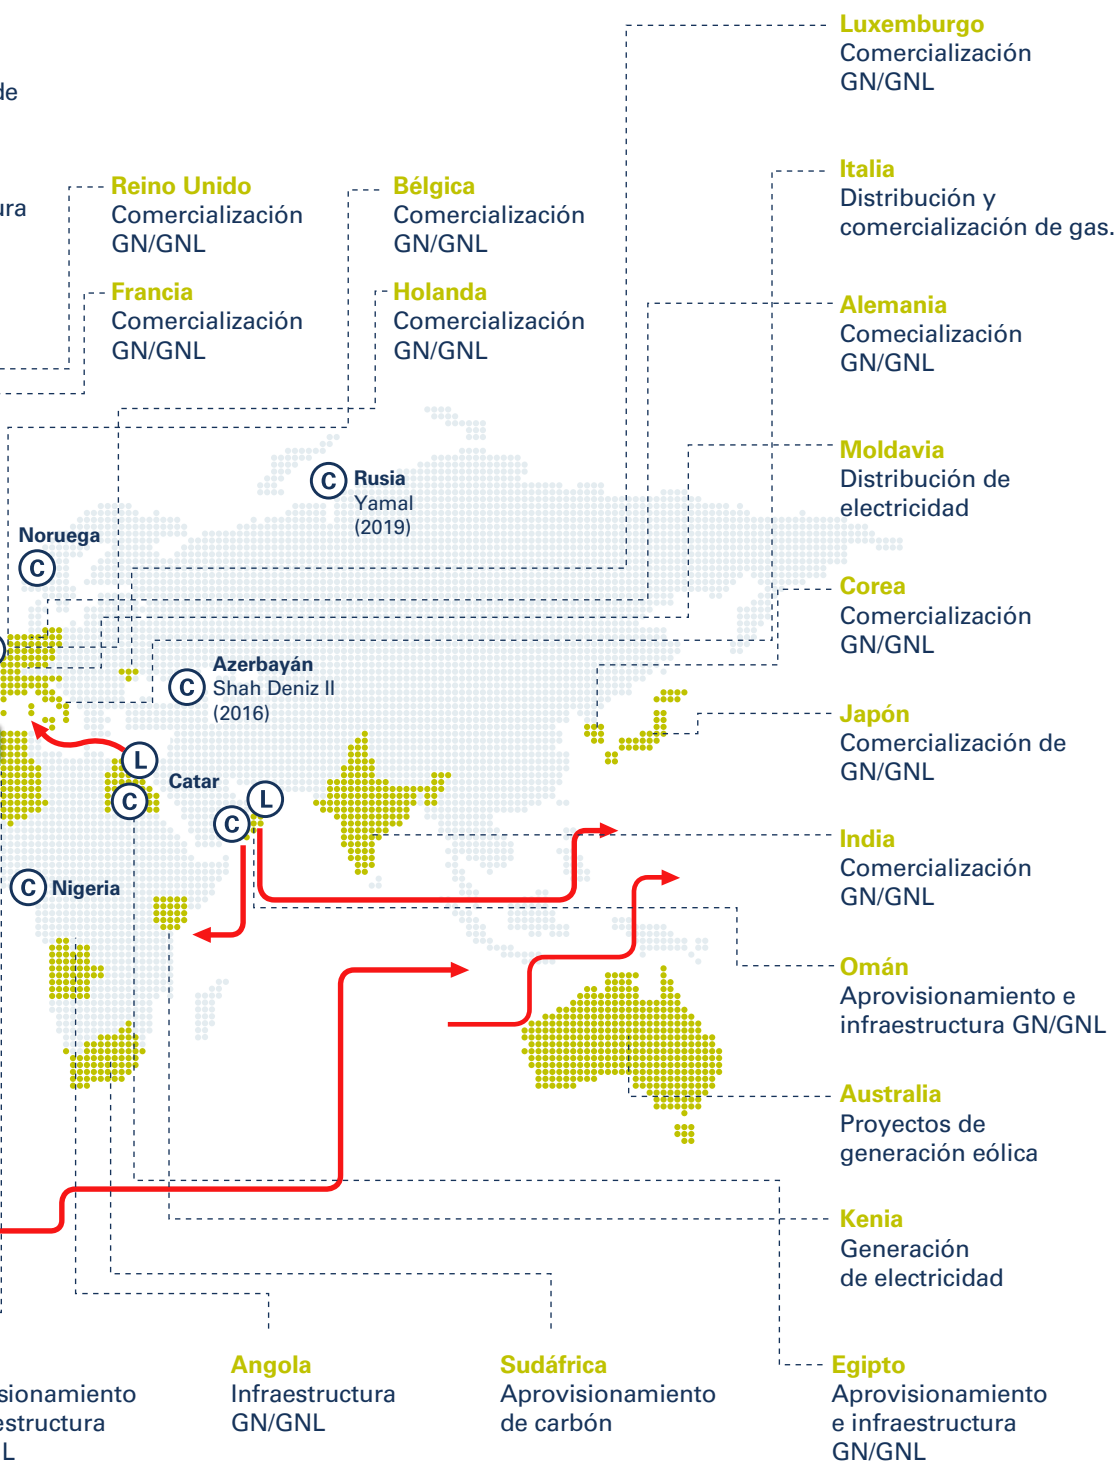 de
ura
Reino Unido
Comercialización
GN/GNL
Francia
Comercialización
GN/GNL
Bélgica
Comercialización
GN/GNL
Holanda
Comercialización
GN/GNL
Luxemburgo
Comercialización
GN/GNL
Italia
Distribución y
comercialización de gas.
Alemania
Comecialización
GN/GNL
Moldavia
Distribución de
electricidad
Corea
Comercialización
GN/GNL
Japón
Comercialización de
GN/GNL
India
Comercialización
GN/GNL
Omán
Aprovisionamiento e
infraestructura GN/GNL
Australia
Proyectos de
generación eólica
Kenia
Generación
de electricidad
C
Rusia
Yamal
(2019)
Noruega
C
C
Azerbayán
Shah Deniz II
(2016)
L
C
Catar
L
C
C
Nigeria
sionamiento
estructura
L
Angola
Infraestructura
GN/GNL
Sudáfrica
Aprovisionamiento
de carbón
Egipto
Aprovisionamiento
e infraestructura
GN/GNL